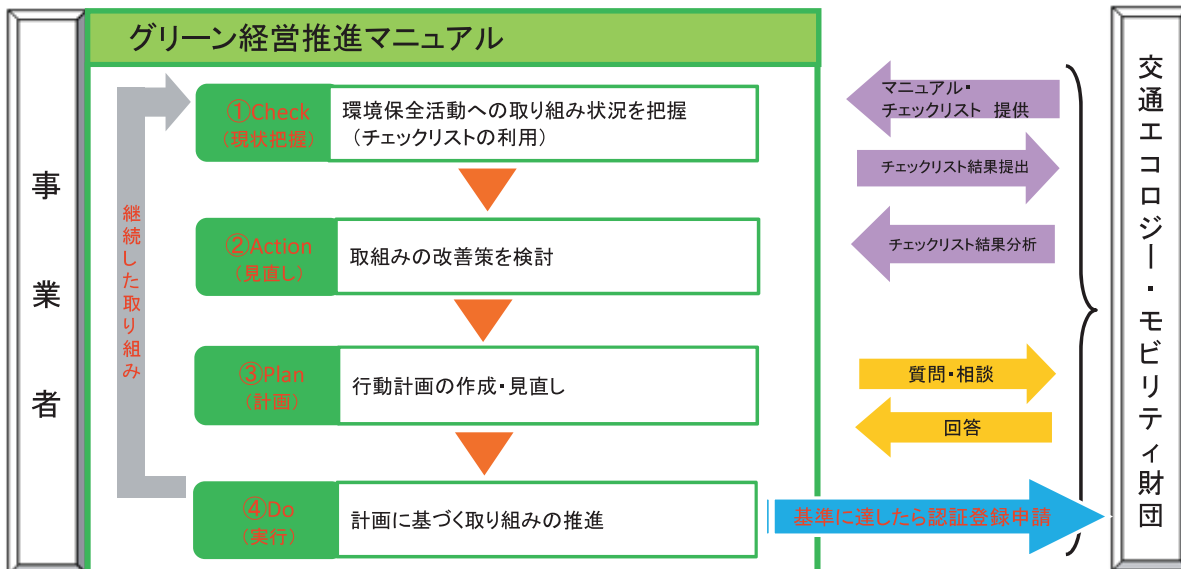 グリーン経営推進マニュアル
事業者
継続した取り組み
①Check
(現状把握)
環境保全活動への取り組み状況を把握
(チェックリストの利用)
②Action
(見直し)
取組みの改善策を検討
③Plan
(計画)
行動計画の作成・見直し
④Do
(実行)
計画に基づく取り組みの推進
マニュアル・
チェックリスト 提供
チェックリスト結果提出
チェックリスト結果分析
質問・相談
回答
基準に達したら認証登録申請
交通エコロジー・モビリティ財団